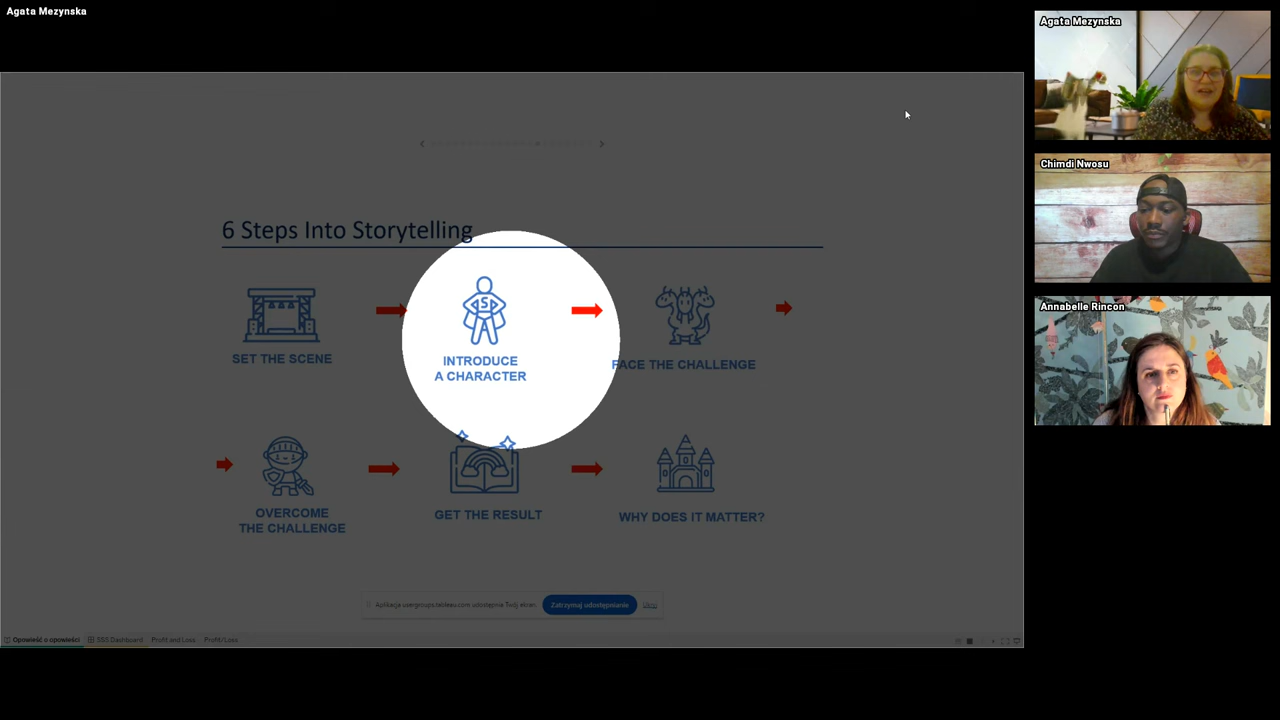 Agata Mezynska
Agata Mezynska
Chimdi Nwosu
Annabelle Rincon
6 Steps Into Storytelling
SET THE SCENE
INTRODUCE
A CHARACTER
FACE THE CHALLENGE
OVERCOME
THE CHALLENGE
GET THE RESULT
WHY DOES IT MATTER?
Aplikacja usergroups.tableau.com udostępnia Twój ekran.
Zatrzymaj udostępnianie
Ukryj
Opowieść o opowieści
SSS Dashboard
Profit and Loss
Profit/Loss